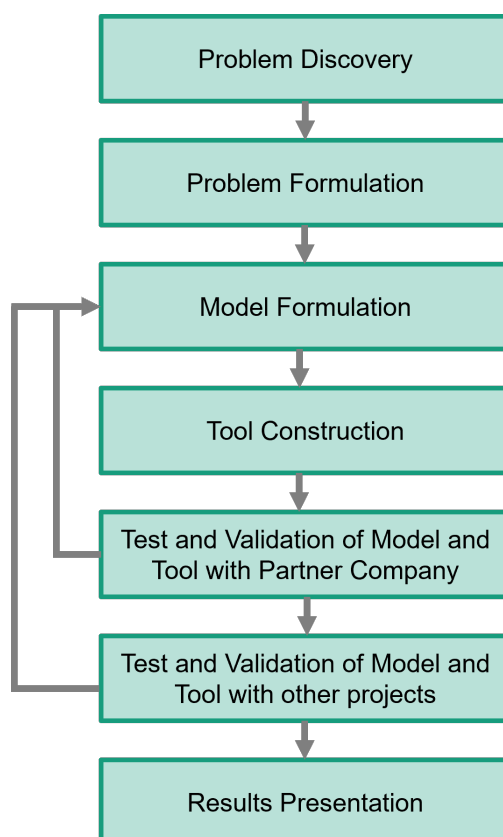 Problem Discovery
Problem Formulation
Model Formulation
Tool Construction
Test and Validation of Model and
Tool with Partner Company
Test and Validation of Model and
Tool with other projects
Results Presentation